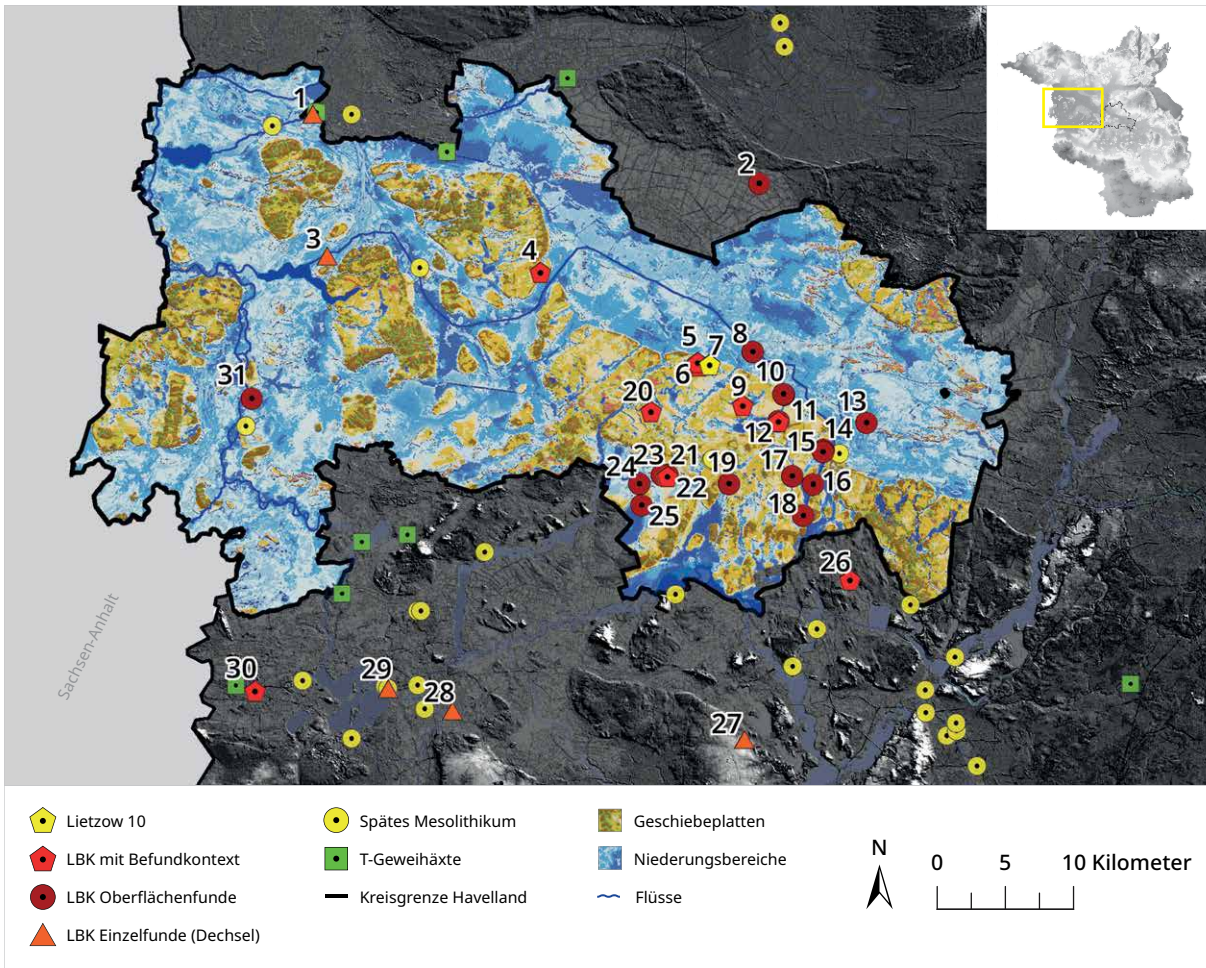 1
2
3
4
5
7
8
6
10
20
9
31
11
13
12
14
15
23
21
24
19
17
22
16
25
18
26
Sachsen-Anhalt
30
29
28
27
Lietzow 10
Spätes Mesolithikum
Geschiebeplatten
LBK mit Befundkontext
T-Geweihäxte
Niederungsbereiche
N
0 5 10 Kilometer
LBK Oberflächenfunde
Kreisgrenze Havelland
Flüsse
LBK Einzelfunde (Dechsel)